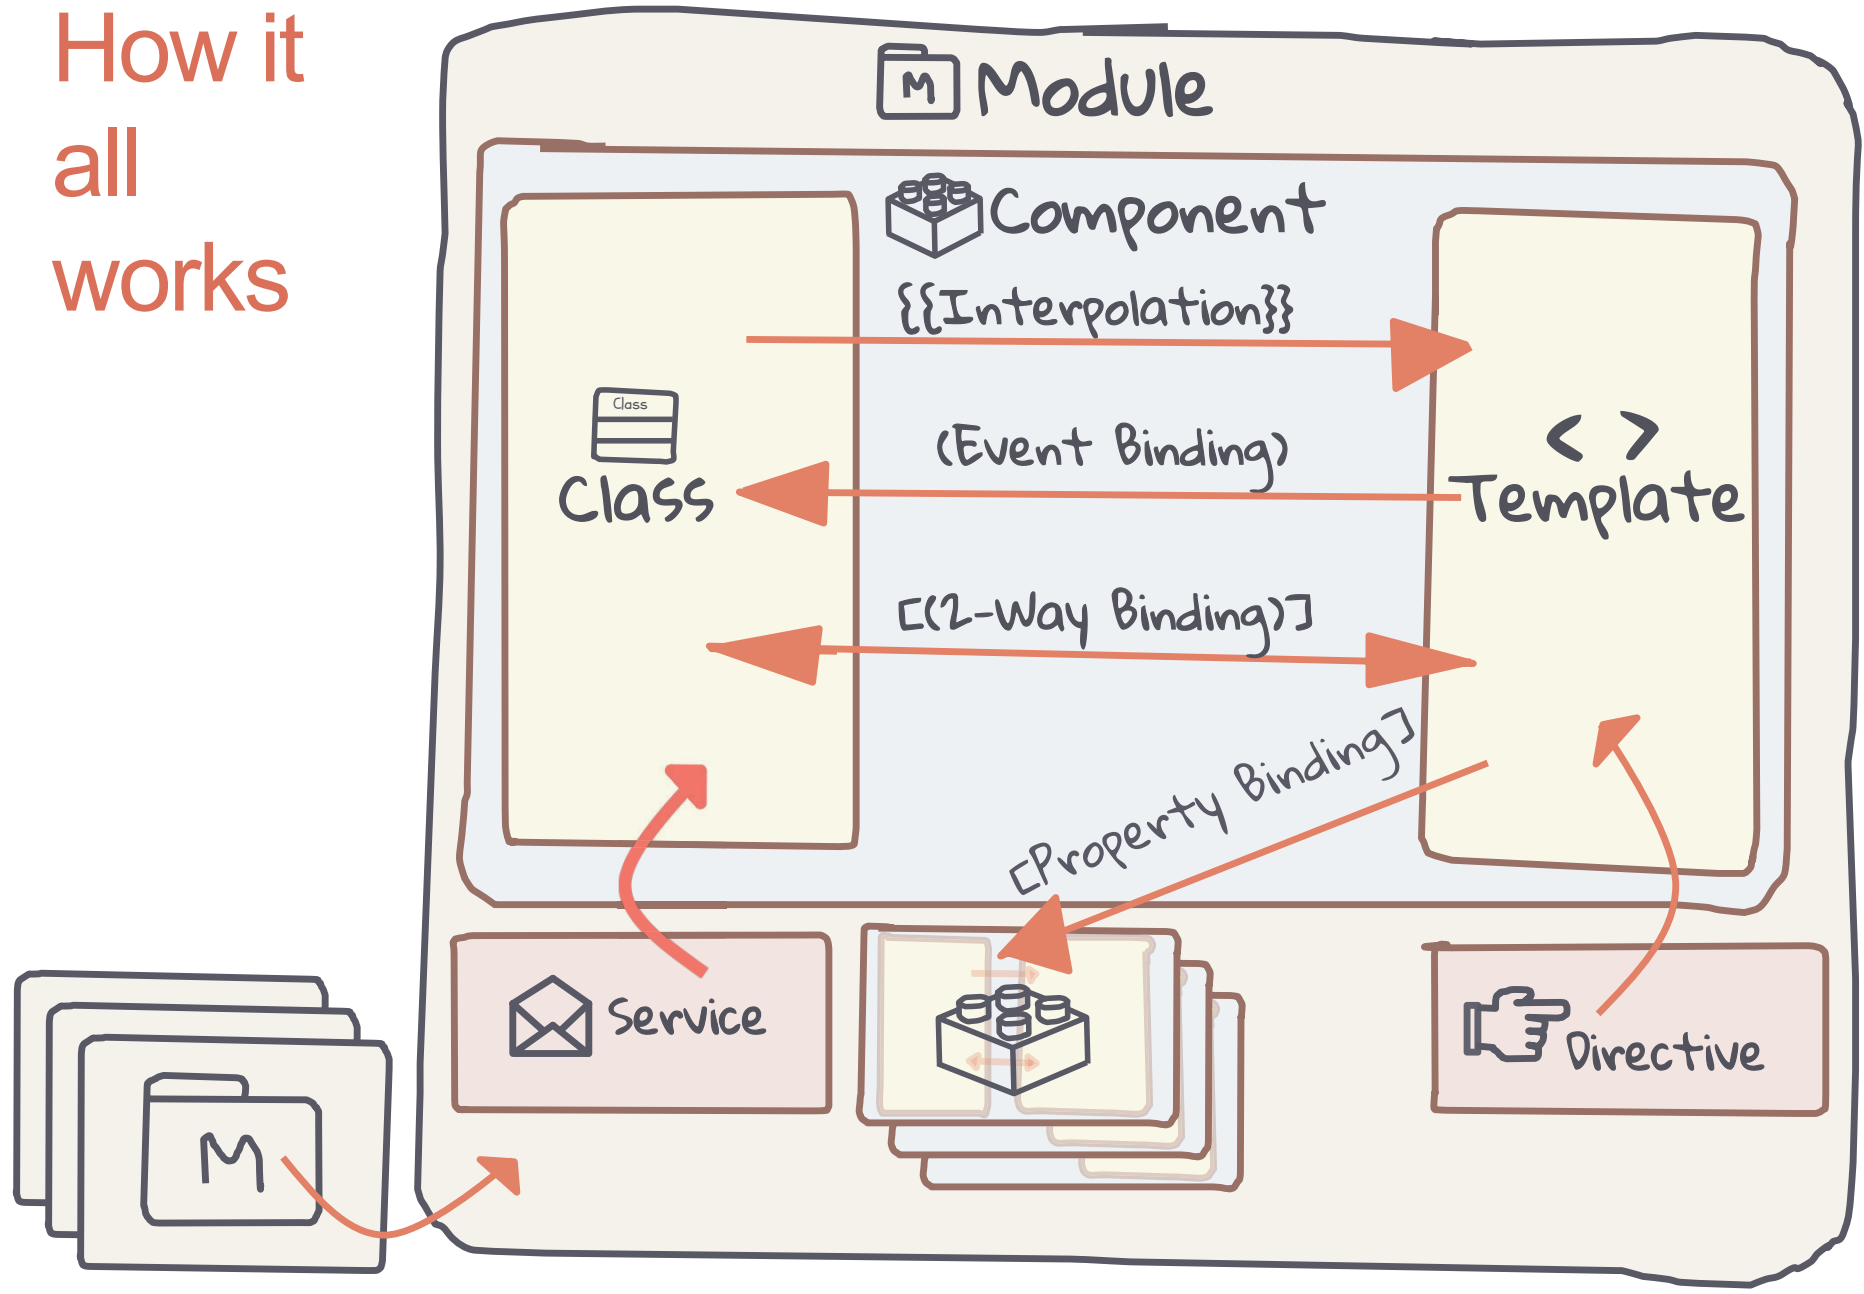 How it
all
works
M Module
Component
{{Interpolation}}
Class
(Event Binding)
Class
Template
[(2-Way Binding)]
[Property Binding]
Service
Directive
M